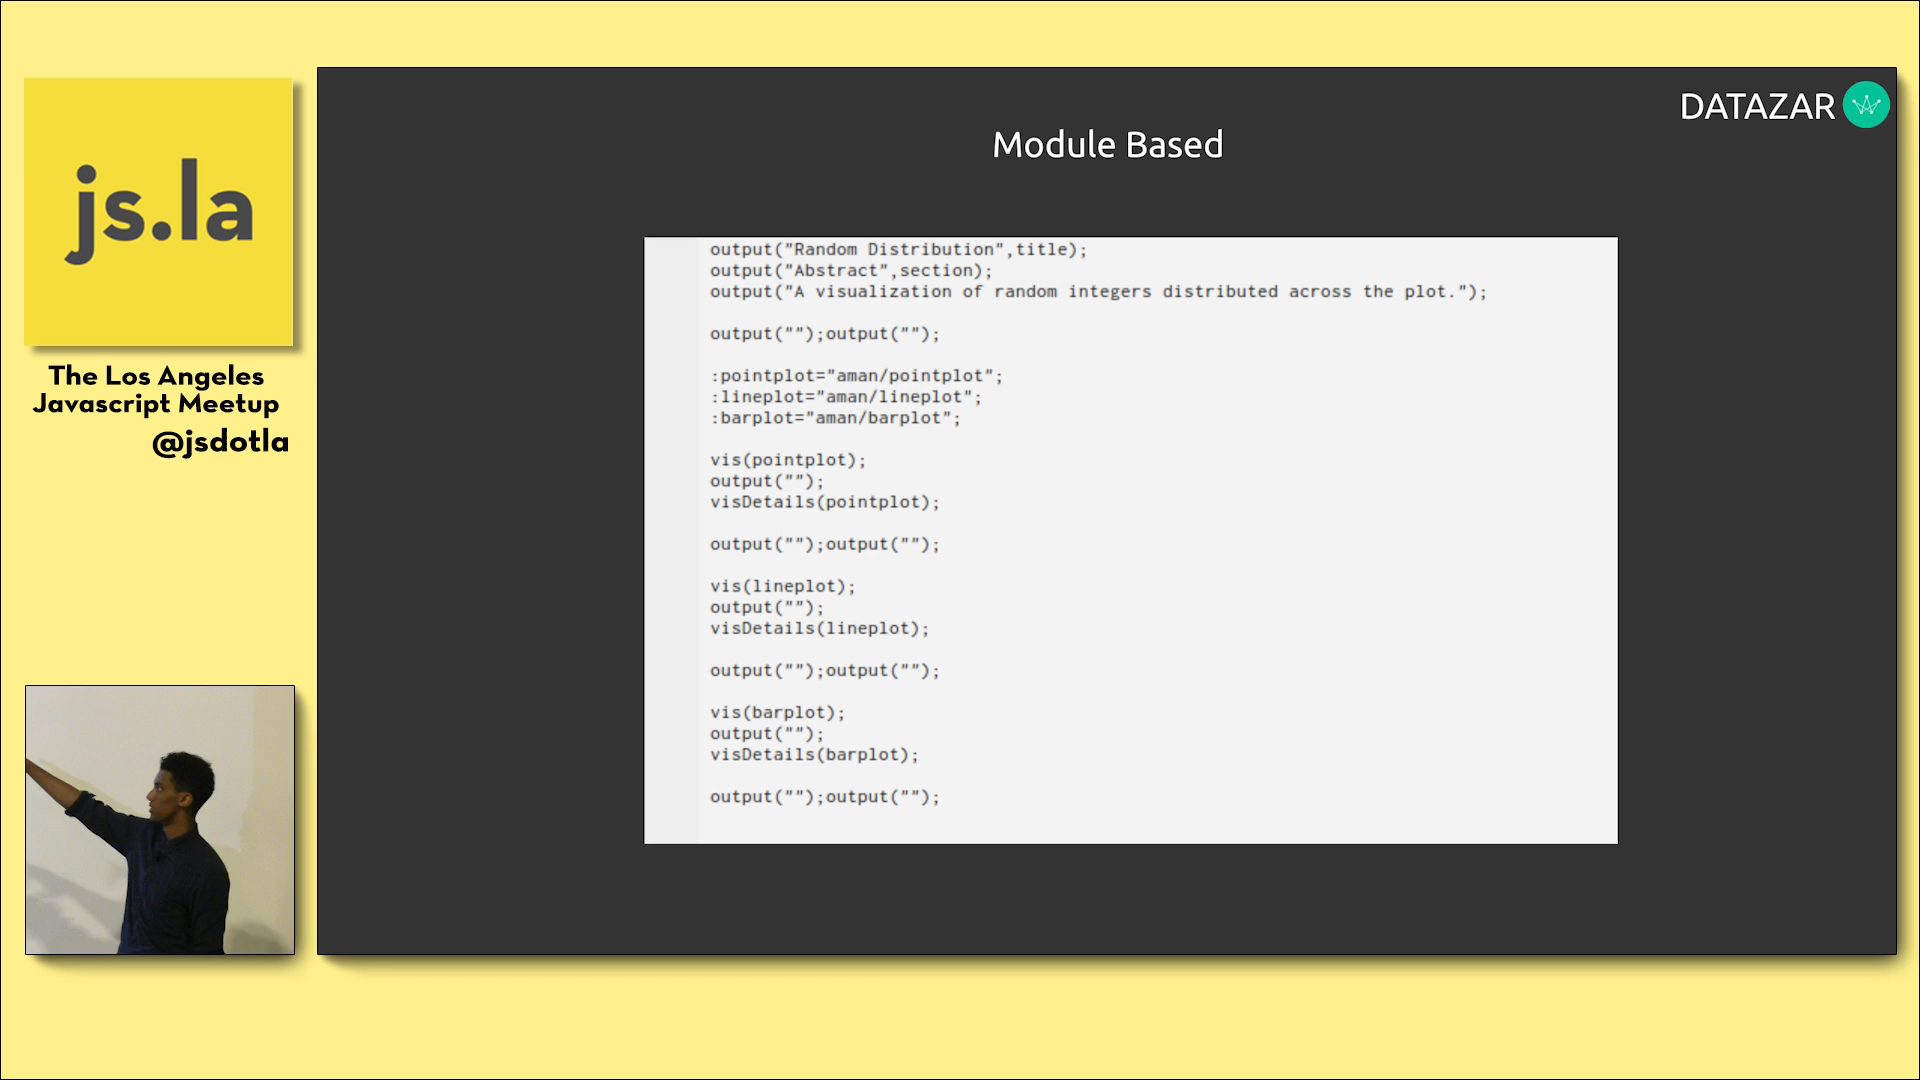 js.la
The Los Angeles
Javascript Meetup
@jsdotla
DATAZAR
Module Based
output("Random Distribution",title);
output("Abstract",section);
output("A visualization of random integers distributed across the plot.");
output("");output("");
:pointplot="aman/pointplot";
:lineplot="aman/lineplot";
:barplot="aman/barplot";
vis(pointplot);
output("");
visDetails(pointplot);
output("");output("");
vis(lineplot);
output("");
visDetails(lineplot);
output("");output("");
vis(barplot);
output("");
visDetails(barplot);
output("");output("");